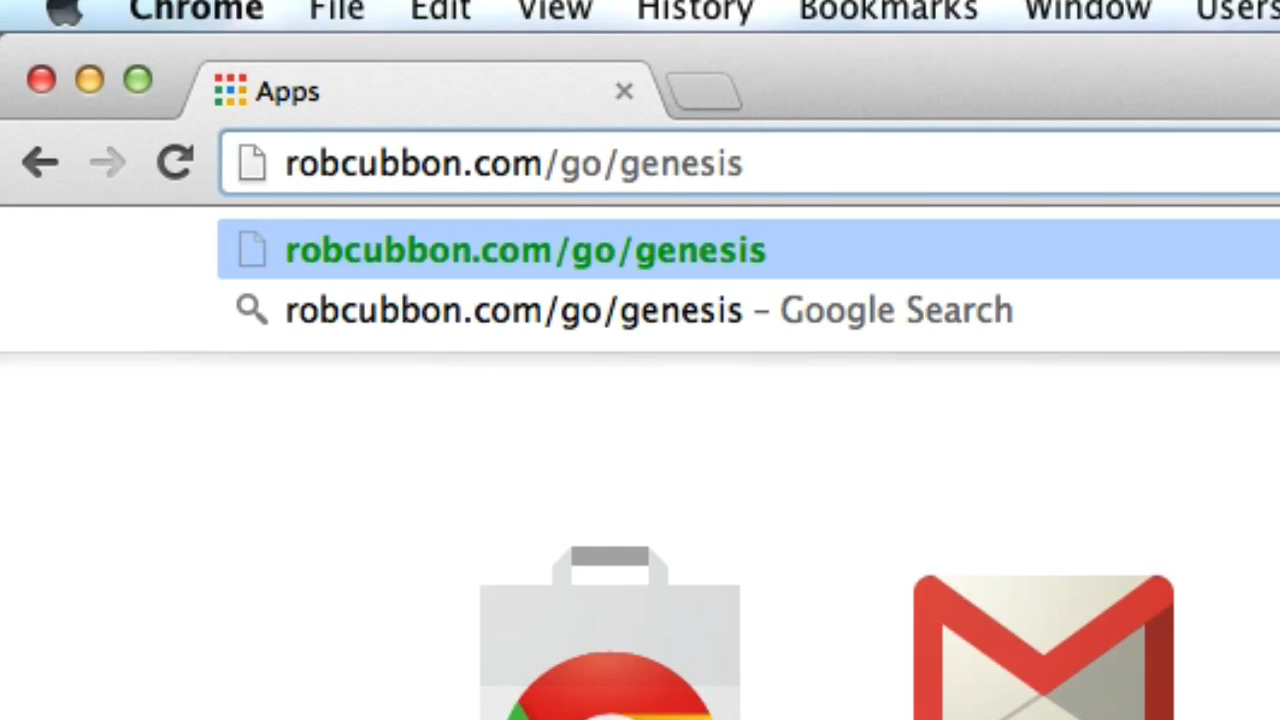 Chrome File Edit View History Bookmarks Window Users
Apps
robcubbon.com/go/genesis
robcubbon.com/go/genesis
robcubbon.com/go/genesis – Google Search